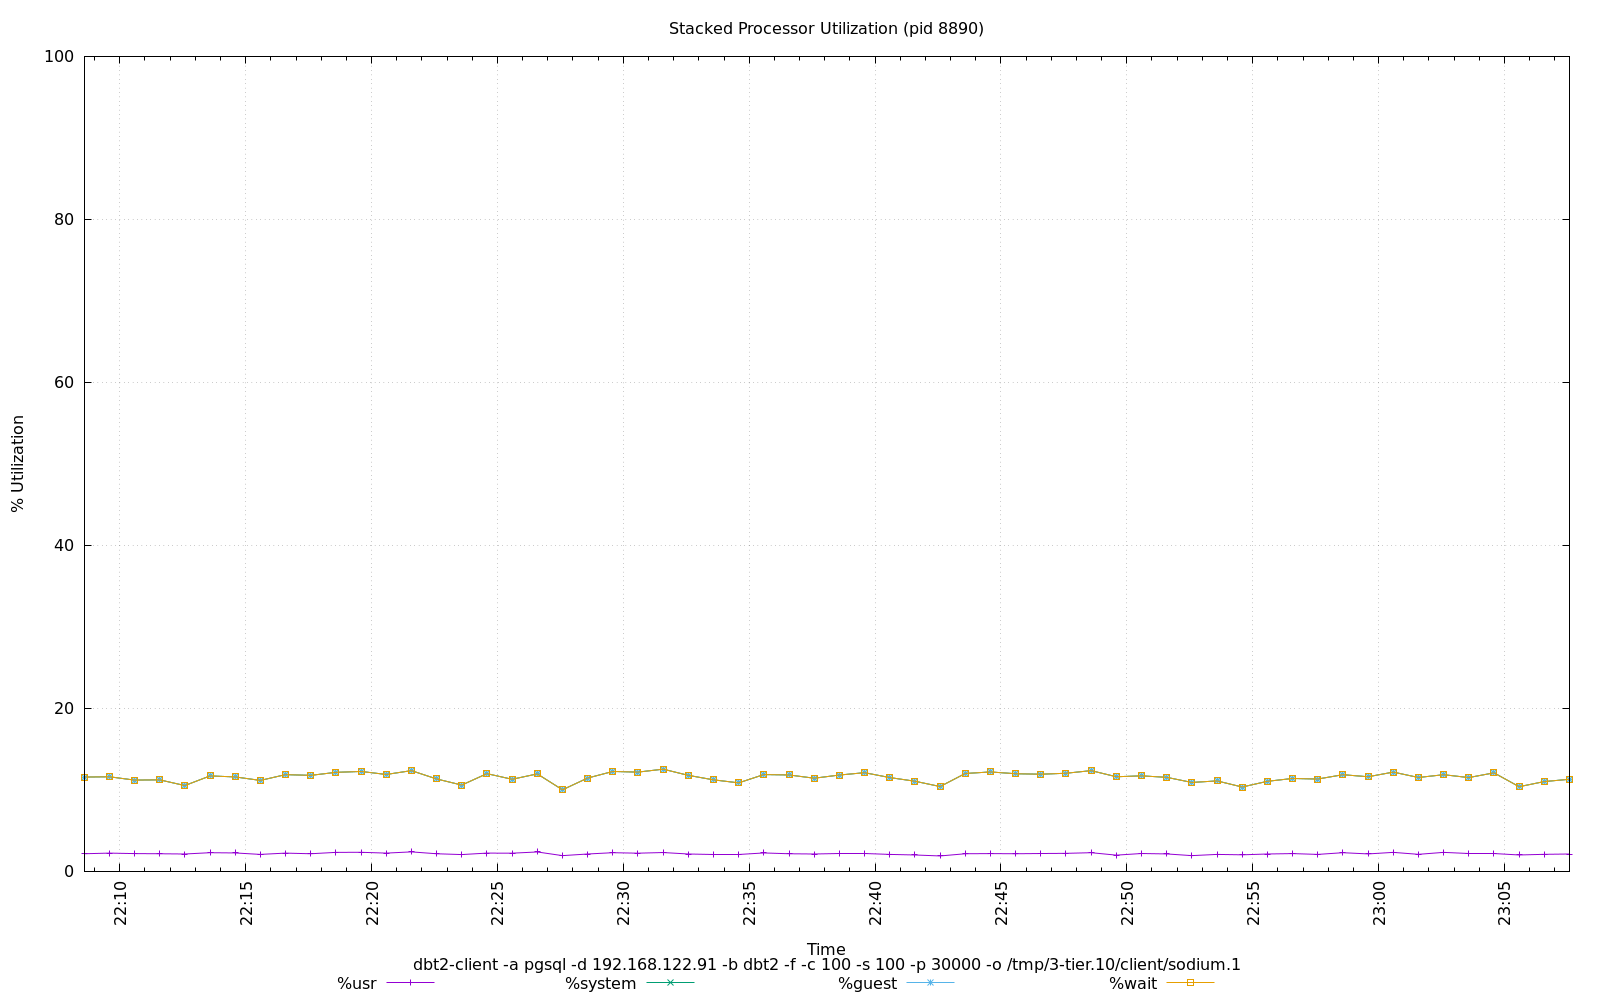 Stacked Processor Utilization (pid 8890)
100
80
60
40
20
0
% Utilization
22:10 22:15 22:20 22:25 22:30 22:35 22:40 22:45 22:50 22:55 23:00 23:05
Time
dbt2-client -a pgsql -d 192.168.122.91 -b dbt2 -f -c 100 -s 100 -p 30000 -o /tmp/3-tier.10/client/sodium.1
%usr %system %guest %wait